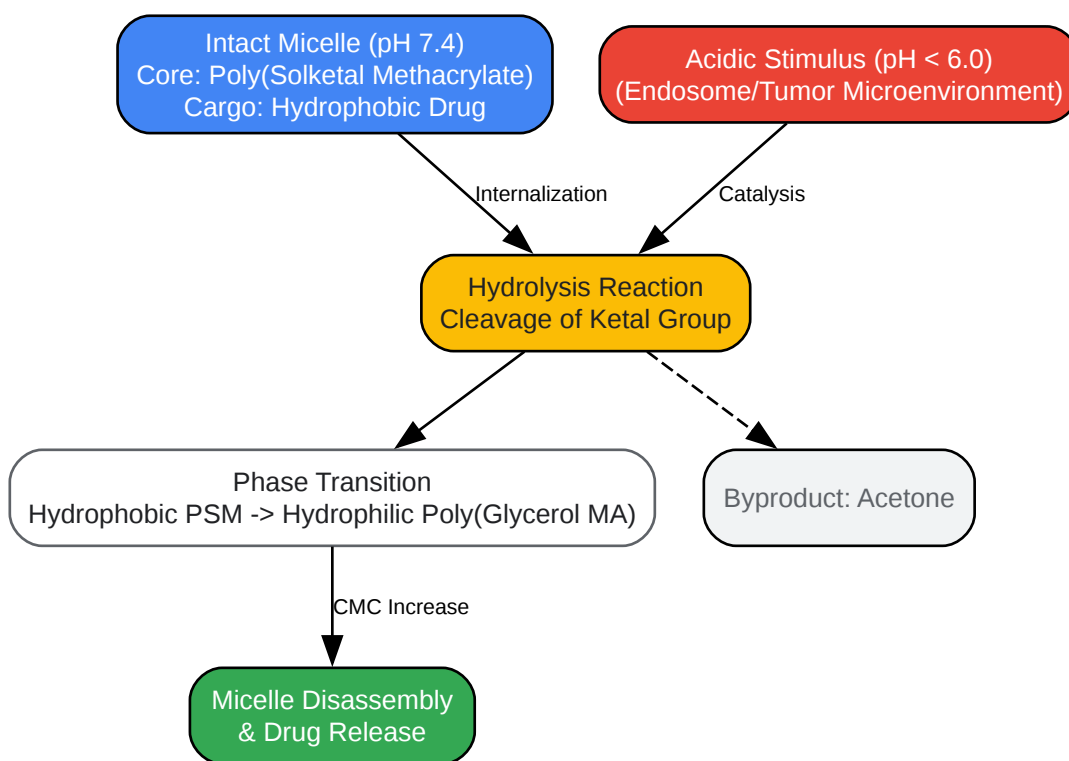 Intact Micelle (pH 7.4)
Core: Poly(Solketal Methacrylate)
Cargo: Hydrophobic Drug
Acidic Stimulus (pH < 6.0)
(Endosome/Tumor Microenvironment)
Internalization
Catalysis
Hydrolysis Reaction
Cleavage of Ketal Group
Phase Transition
Hydrophobic PSM -> Hydrophilic Poly(Glycerol MA)
Byproduct: Acetone
CMC Increase
Micelle Disassembly
& Drug Release